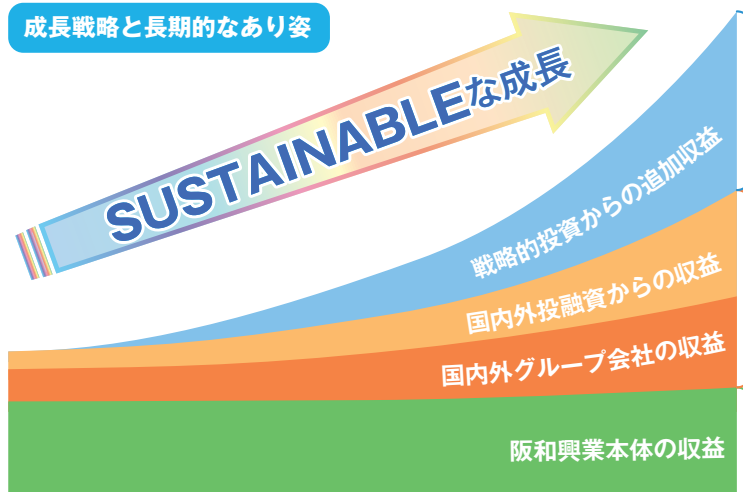 成長戦略と長期的なあり姿
SUSTAINABLEな成長
戦略的投資からの追加収益
国内外投融資からの収益
国内外グループ会社の収益
阪和興業本体の収益